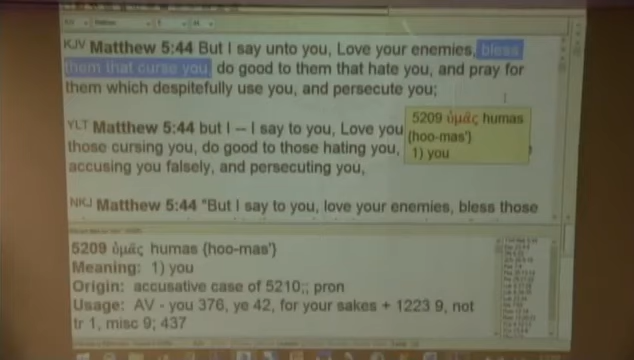 KJV Matthew 5:44 But I say unto you, Love your enemies, bless
them that curse you, do good to them that hate you, and pray for
them which despitefully use you, and persecute you;
YLT Matthew 5:44 but I -- I say to you, Love you
those cursing you, do good to those hating you,
accusing you falsely, and persecuting you,
5209 ὑμᾶς humas
{hoo-mas'}
1) you
NKJ Matthew 5:44 "But I say to you, love your enemies, bless those
5209 ὑμᾶς humas {hoo-mas'}
Meaning: 1) you
Origin: accusative case of 5210;; pron
Usage: AV - you 376, ye 42, for your sakes + 1223 9, not
tr 1, misc 9; 437